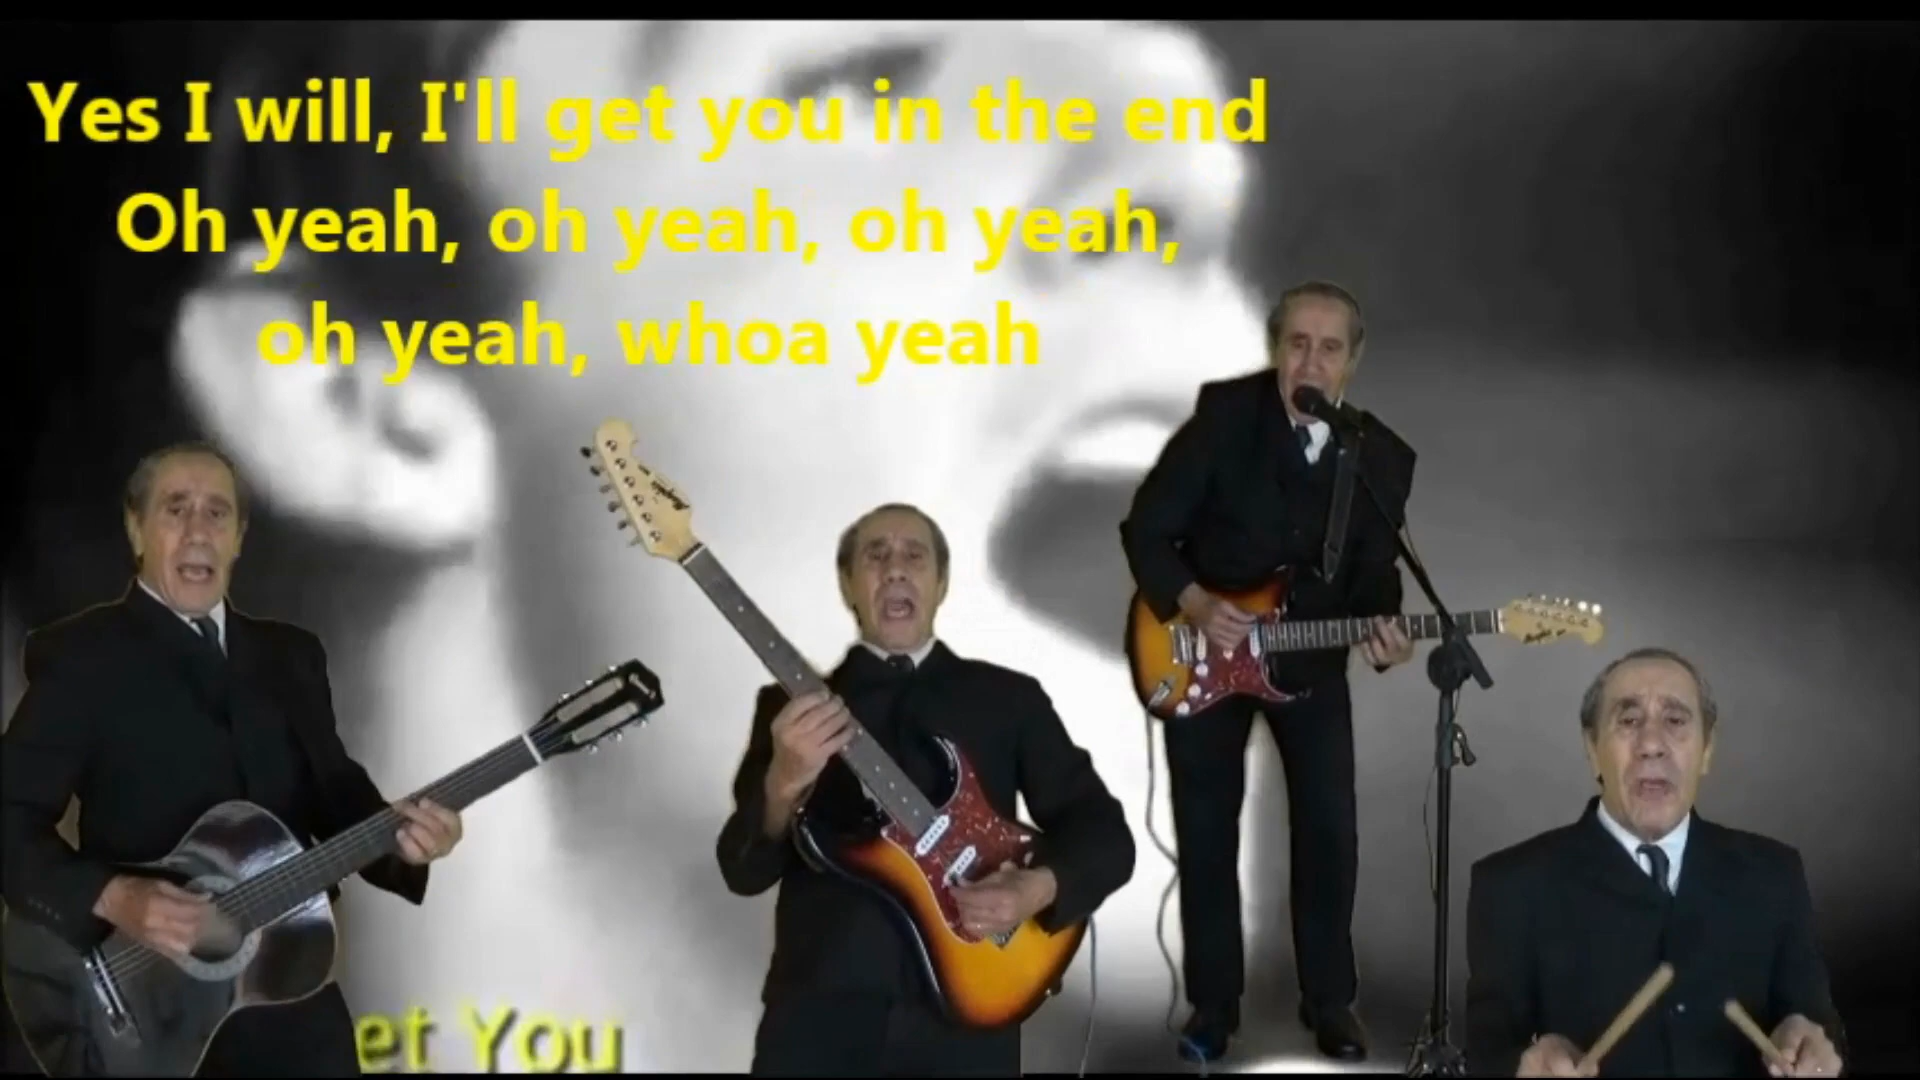 Yes I will, I'll get you in the end
Oh yeah, oh yeah, oh yeah,
oh yeah, whoa yeah
et You